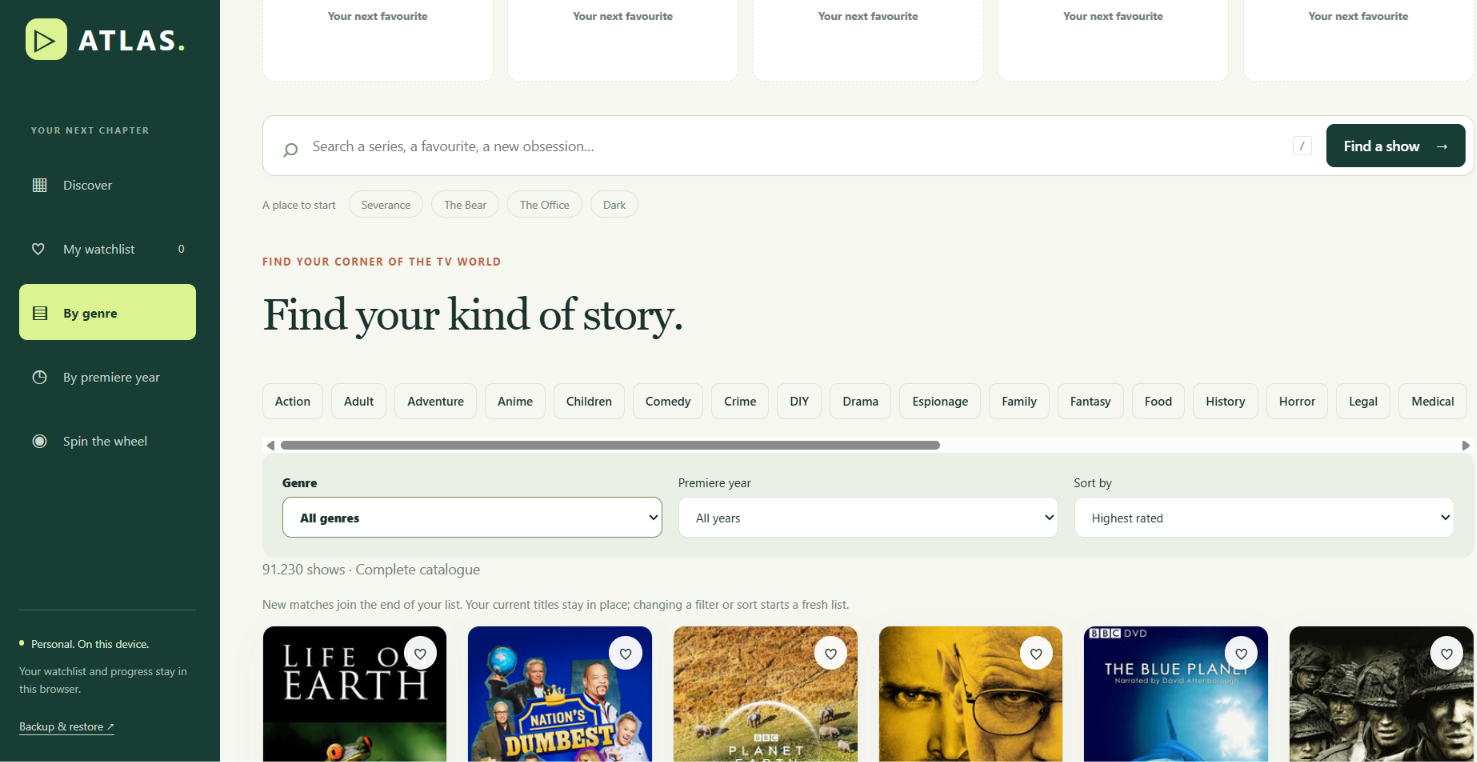 ATLAS.
YOUR NEXT CHAPTER
Discover
My watchlist 0
By genre
By premiere year
Spin the wheel
Personal. On this device.
Your watchlist and progress stay in
this browser.
Backup & restore ↗
Your next favourite
Your next favourite
Your next favourite
Your next favourite
Your next favourite
Search a series, a favourite, a new obsession...
/
Find a show →
A place to start
Severance
The Bear
The Office
Dark
FIND YOUR CORNER OF THE TV WORLD
Find your kind of story.
Action
Adult
Adventure
Anime
Children
Comedy
Crime
DIY
Drama
Espionage
Family
Fantasy
Food
History
Horror
Legal
Medical
Genre
All genres
Premiere year
All years
Sort by
Highest rated
91.230 shows · Complete catalogue
New matches join the end of your list. Your current titles stay in place; changing a filter or sort starts a fresh list.
LIFE ON
EARTH
NATION'S
DUMBEST
BBC
PLANET
EARTH
BBC DVD
THE BLUE PLANET
Narrated by David Attenborough